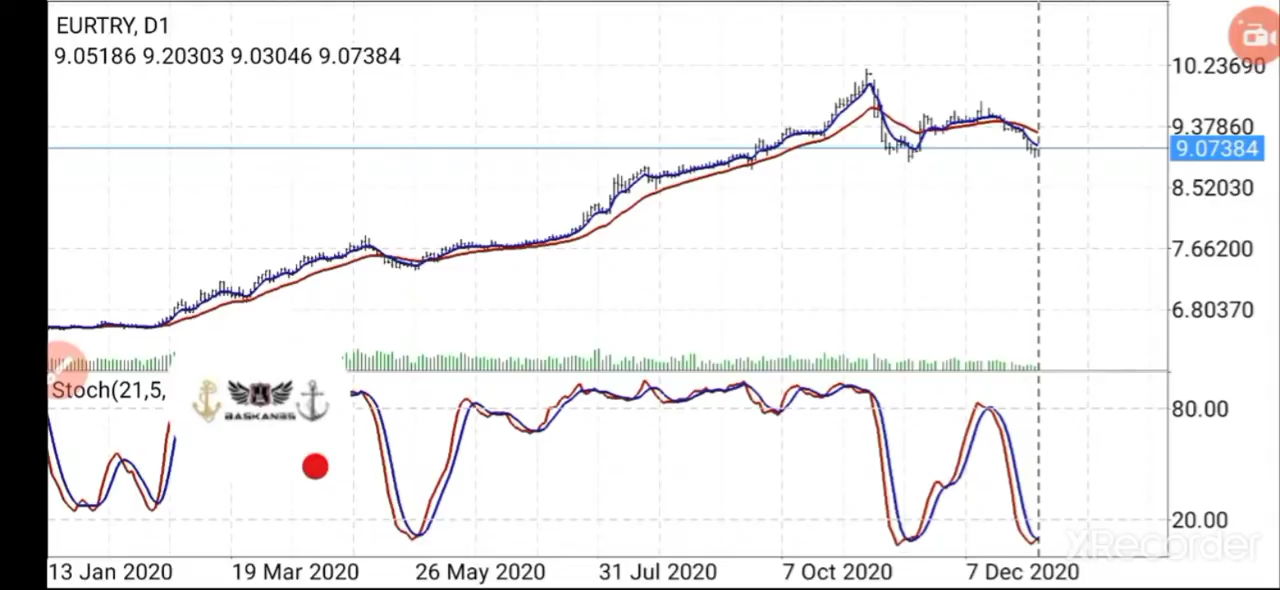 EURTRY, D1
9.05186 9.20303 9.03046 9.07384
10.23690
9.37860
9.07384
8.52030
7.66200
6.80370
Stoch(21,5,
BASKAN35
80.00
20.00
XRecorder
13 Jan 2020 19 Mar 2020 26 May 2020 31 Jul 2020 7 Oct 2020 7 Dec 2020